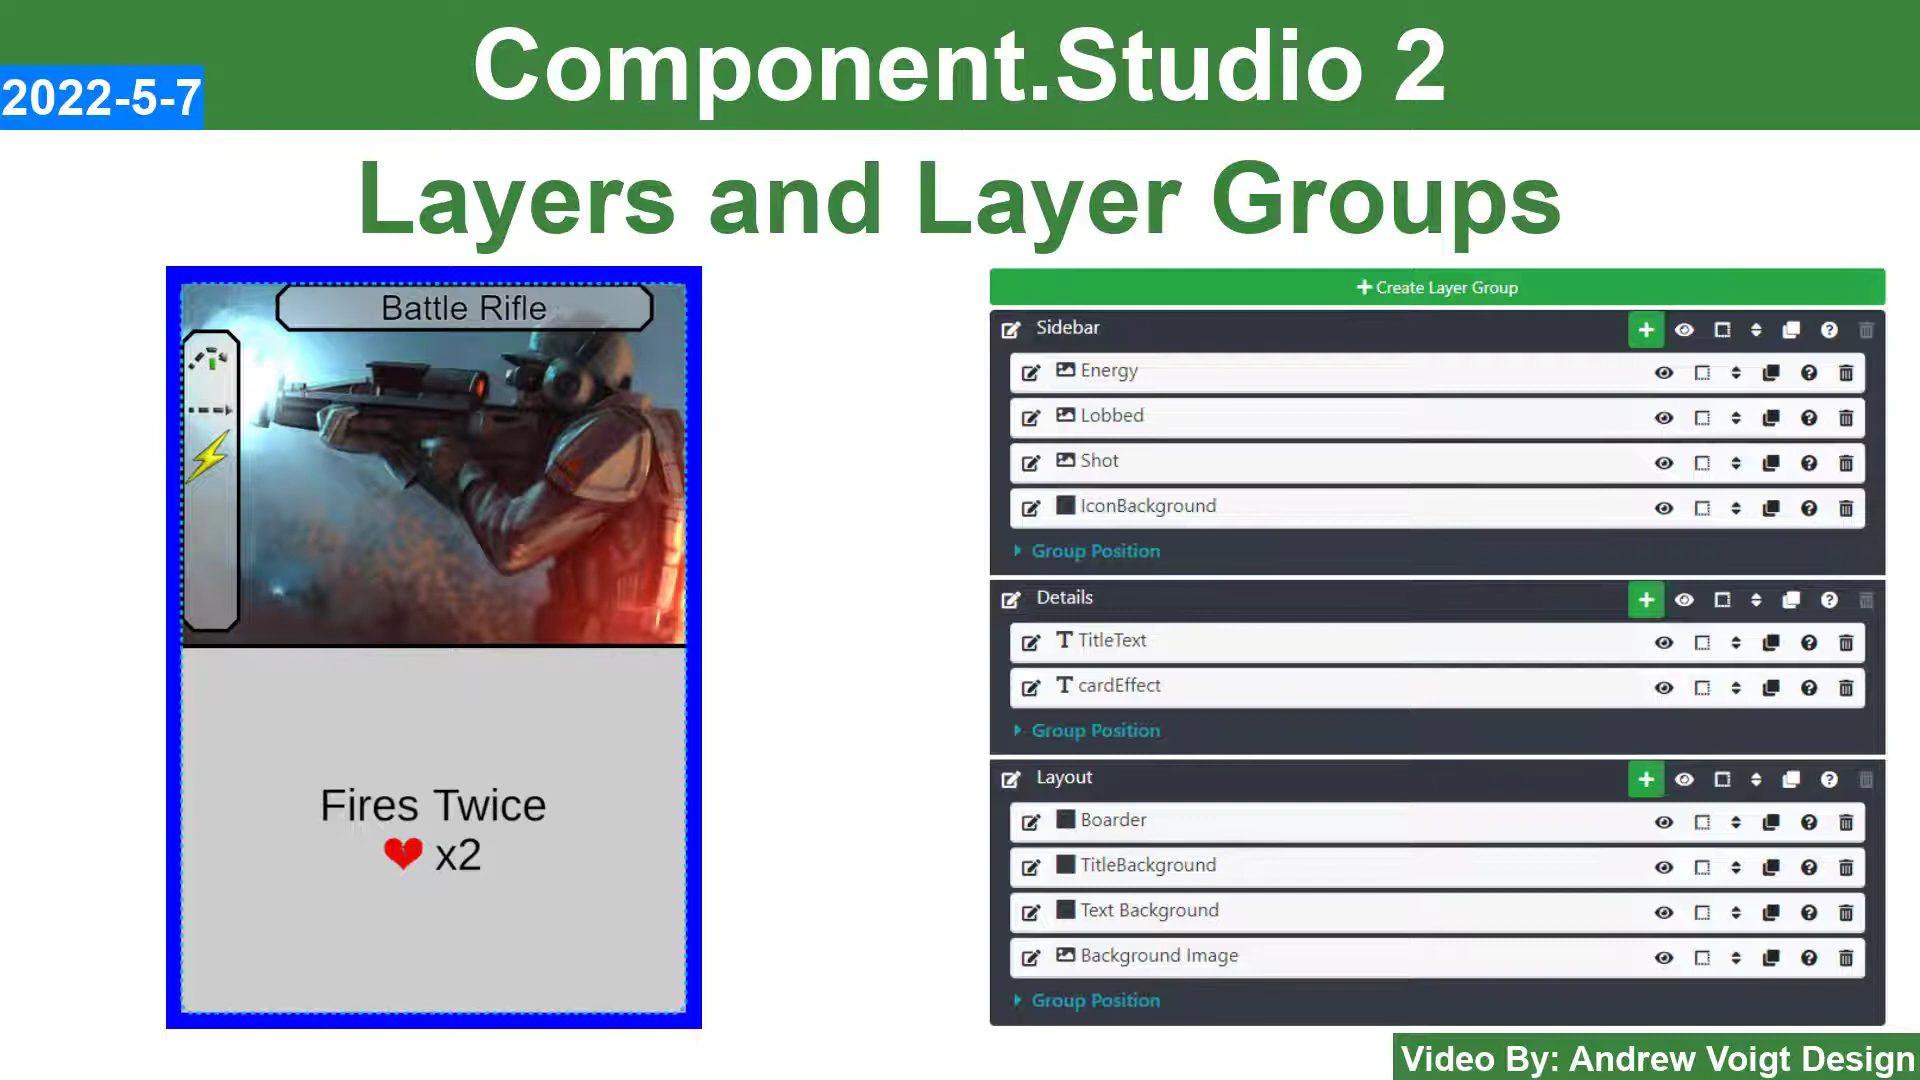 Component.Studio 2
2022-5-7
Layers and Layer Groups
Battle Rifle
Fires Twice
x2
Create Layer Group
Sidebar
Energy
Lobbed
Shot
IconBackground
Group Position
Details
TitleText
cardEffect
Group Position
Layout
Boarder
TitleBackground
Text Background
Background Image
Group Position
Video By: Andrew Voigt Design